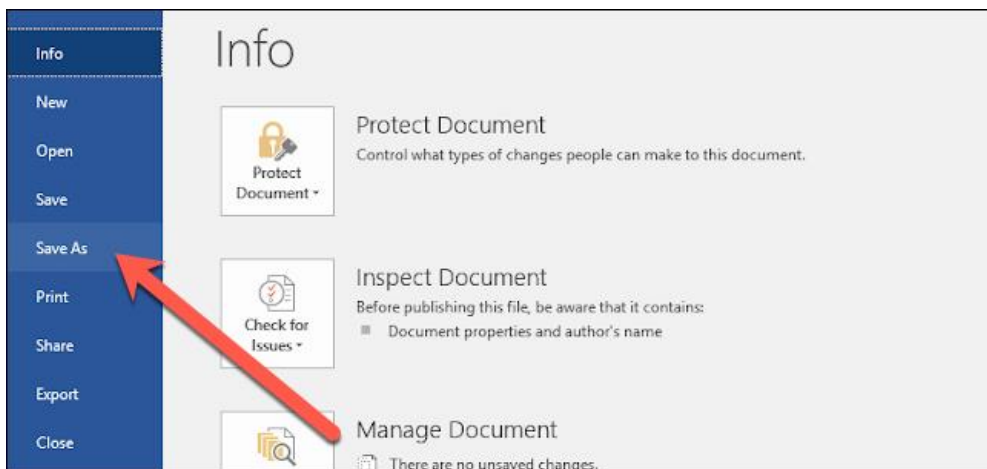 Info
New
Open
Save
Save As
Print
Share
Export
Close
Info
Protect
Document
Protect Document
Control what types of changes people can make to this document.
Check for
Issues
Inspect Document
Before publishing this file, be aware that it contains:
Document properties and author's name
Manage Document
There are no unsaved changes.